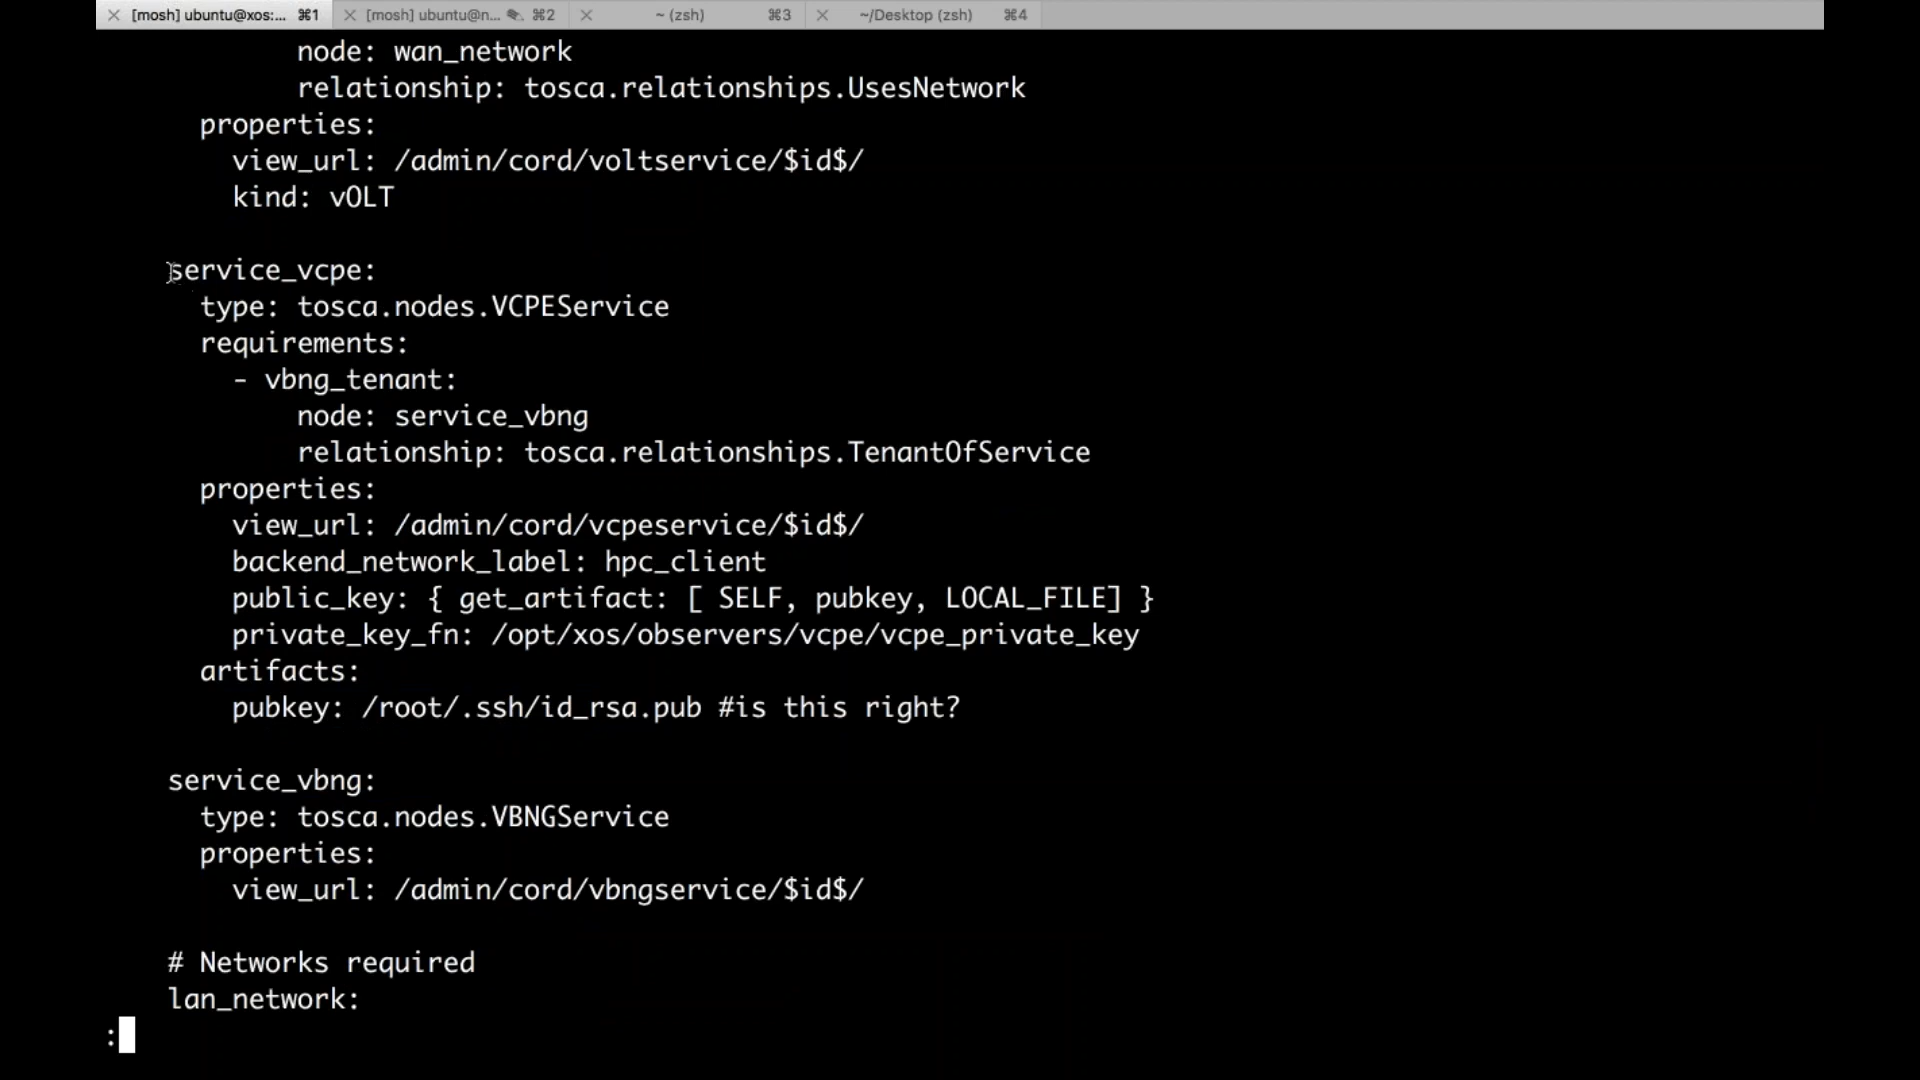 [mosh] ubuntu@xos:... ⌘1 [mosh] ubuntu@n... ⌘2 ~ (zsh) ⌘3 ~/Desktop (zsh) ⌘4
node: wan_network
relationship: tosca.relationships.UsesNetwork
properties:
view_url: /admin/cord/voltservice/$id$/
kind: vOLT
service_vcpe:
type: tosca.nodes.VCPEService
requirements:
- vbng_tenant:
node: service_vbng
relationship: tosca.relationships.TenantOfService
properties:
view_url: /admin/cord/vcpeservice/$id$/
backend_network_label: hpc_client
public_key: { get_artifact: [ SELF, pubkey, LOCAL_FILE] }
private_key_fn: /opt/xos/observers/vcpe/vcpe_private_key
artifacts:
pubkey: /root/.ssh/id_rsa.pub #is this right?
service_vbng:
type: tosca.nodes.VBNGService
properties:
view_url: /admin/cord/vbngservice/$id$/
# Networks required
lan_network:
: